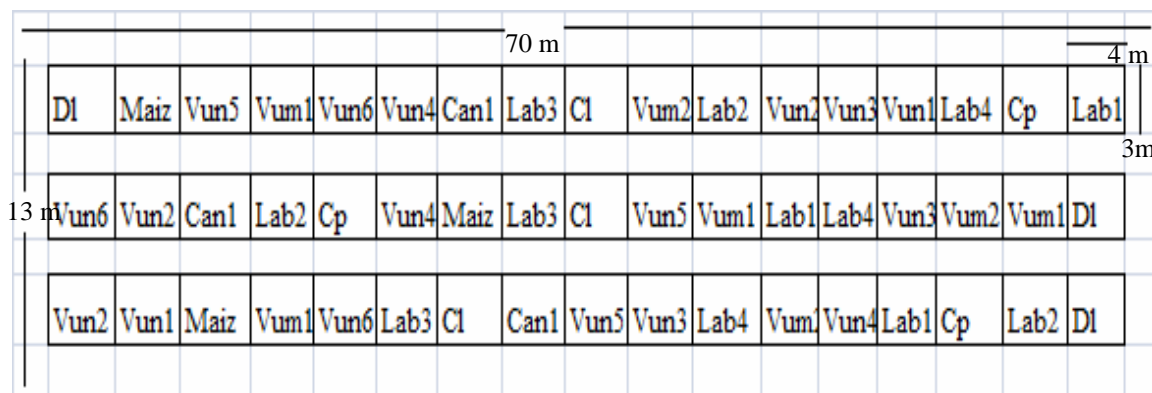 70 m
4 m
Dl Maiz Vun5 Vum1 Vun6 Vun4 Can1 Lab3 Cl Vum2 Lab2 Vun2 Vun3 Vun1 Lab4 Cp Lab1
3m
13 m
Vun6 Vun2 Can1 Lab2 Cp Vun4 Maiz Lab3 Cl Vun5 Vum1 Lab1 Lab4 Vun3 Vum2 Vum1 Dl
Vun2 Vun1 Maiz Vum1 Vun6 Lab3 Cl Can1 Vun5 Vun3 Lab4 Vum2 Vun4 Lab1 Cp Lab2 Dl